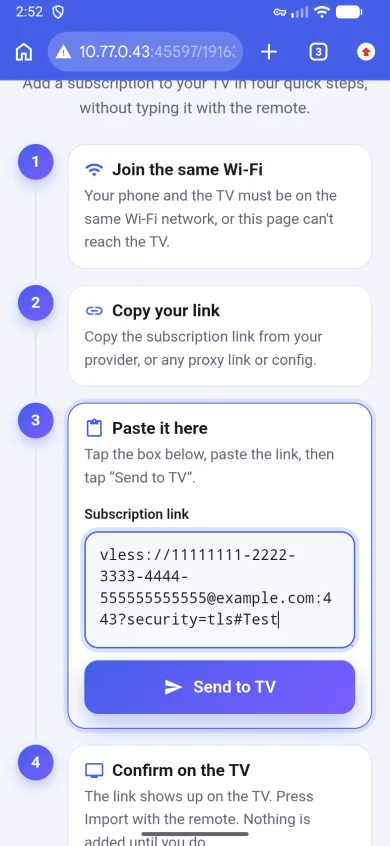 2:52
10.77.0.43:45597/19163
3
Add a subscription to your TV in four quick steps,
without typing it with the remote.
1
Join the same Wi-Fi
Your phone and the TV must be on the
same Wi-Fi network, or this page can't
reach the TV.
2
Copy your link
Copy the subscription link from your
provider, or any proxy link or config.
3
Paste it here
Tap the box below, paste the link, then
tap “Send to TV”.
Subscription link
vless://11111111-2222-
3333-4444-
555555555555@example.com:4
43?security=tls#Test
Send to TV
4
Confirm on the TV
The link shows up on the TV. Press
Import with the remote. Nothing is
added until you do